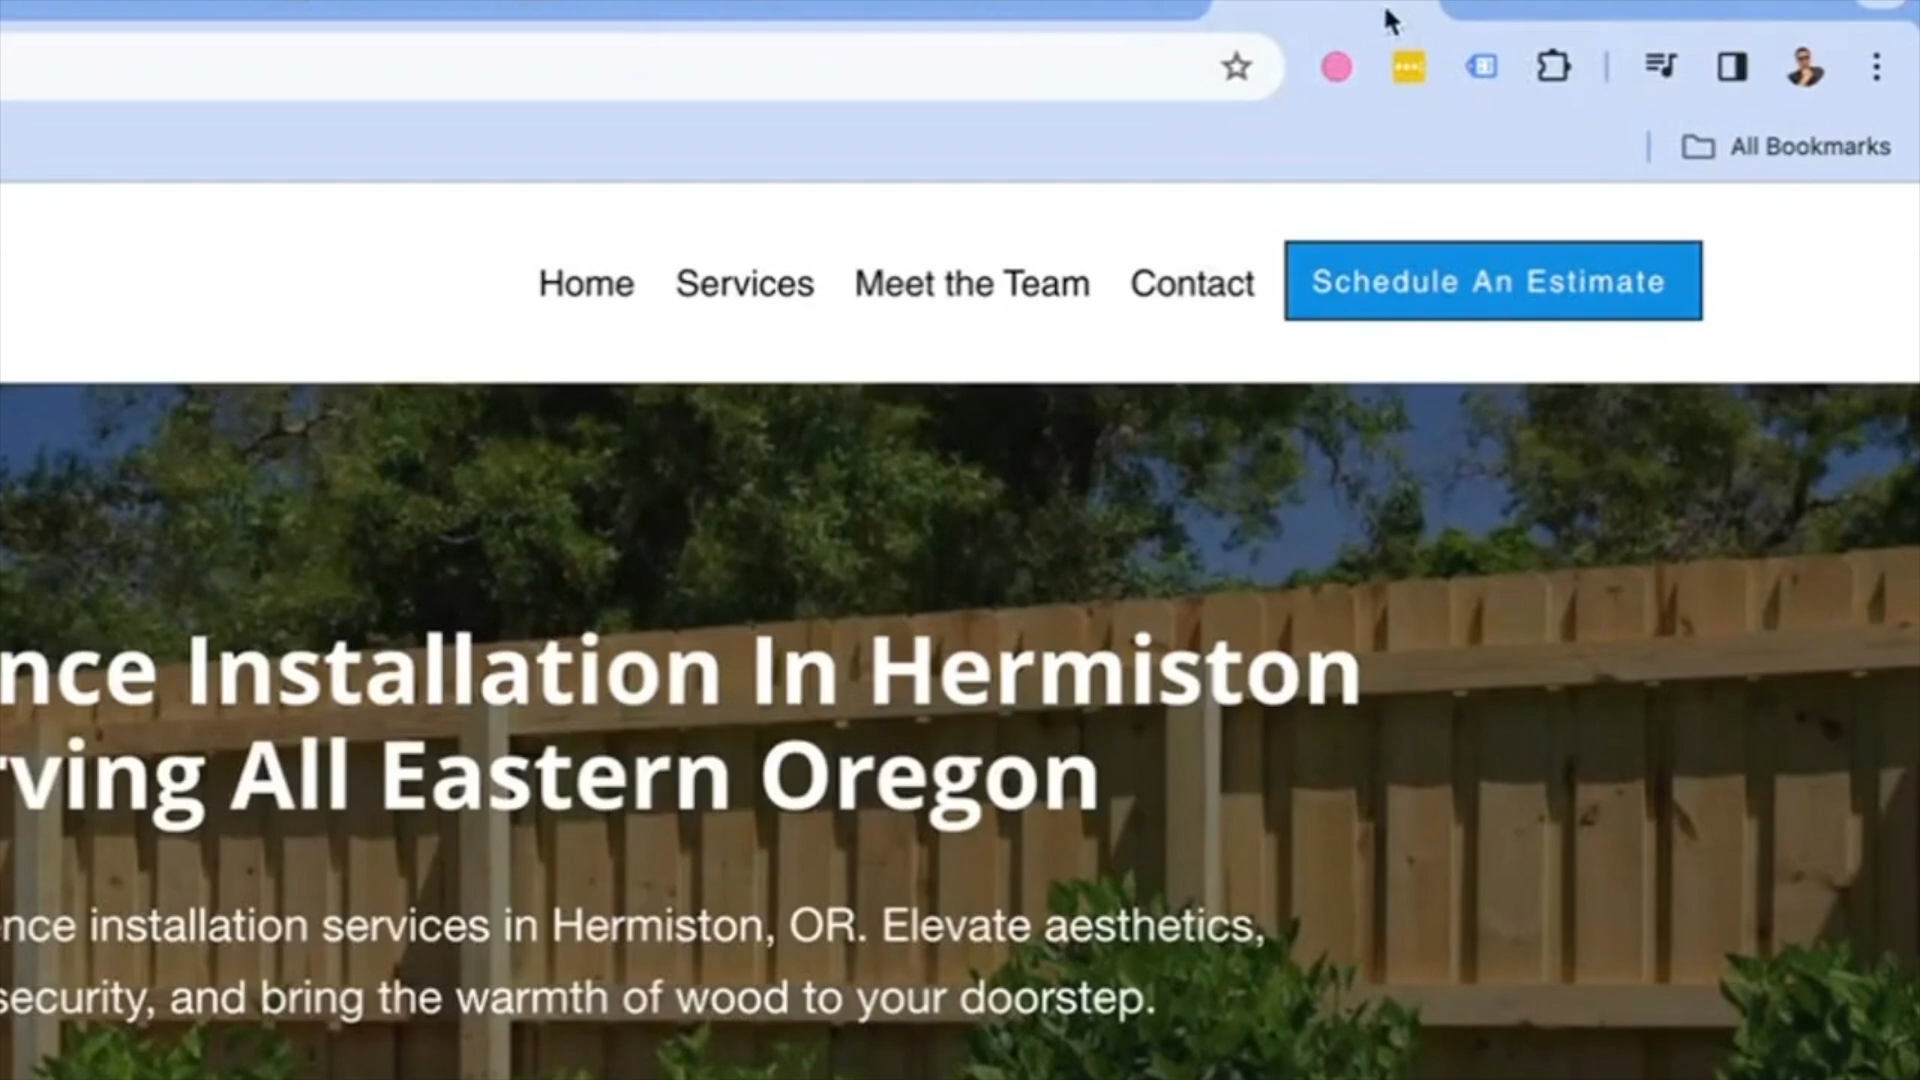 All Bookmarks
Home Services Meet the Team Contact Schedule An Estimate
nce Installation In Hermiston
rving All Eastern Oregon
ence installation services in Hermiston, OR. Elevate aesthetics,
security, and bring the warmth of wood to your doorstep.